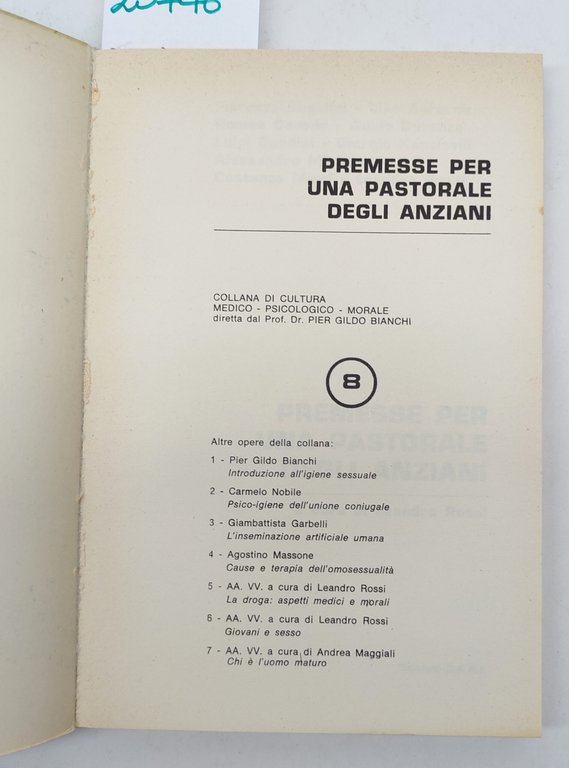 PREMESSE PER
UNA PASTORALE
DEGLI ANZIANI
COLLANA DI CULTURA
MEDICO - PSICOLOGICO - MORALE
diretta dal Prof. Dr. PIER GILDO BIANCHI
8
Altre opere della collana:
1 - Pier Gildo Bianchi
Introduzione all'igiene sessuale
2 - Carmelo Nobile
Psico-igiene dell'unione coniugale
3 - Giambattista Garbelli
L'inseminazione artificiale umana
4 - Agostino Massone
Cause e terapia dell'omosessualità
5 - AA. VV. a cura di Leandro Rossi
La droga: aspetti medici e morali
6 - AA. VV. a cura di Leandro Rossi
Giovani e sesso
7 - AA. VV. a cura di Andrea Maggiali
Chi è l'uomo maturo